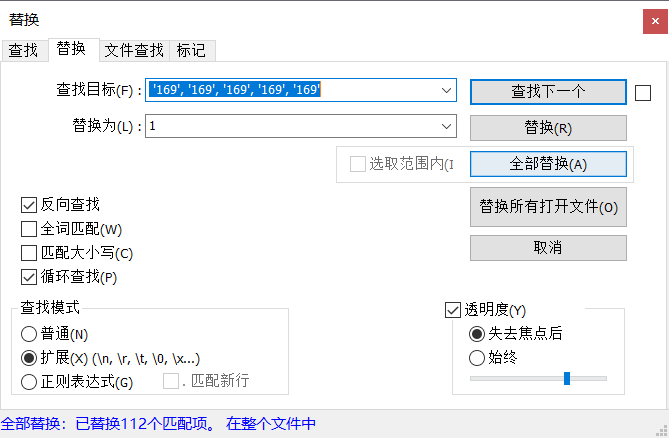 替换
查找 替换 文件查找 标记
查找目标(F) : '169', '169', '169', '169', '169' 查找下一个
替换为(L) : 1 替换(R)
选取范围内(I 全部替换(A)
反向查找 替换所有打开文件(O)
全词匹配(W)
匹配大小写(C) 取消
循环查找(P)
查找模式 透明度(Y)
普通(N) 失去焦点后
扩展(X) (\n, \r, \t, \0, \x...) 始终
正则表达式(G) . 匹配新行
全部替换：已替换112个匹配项。 在整个文件中